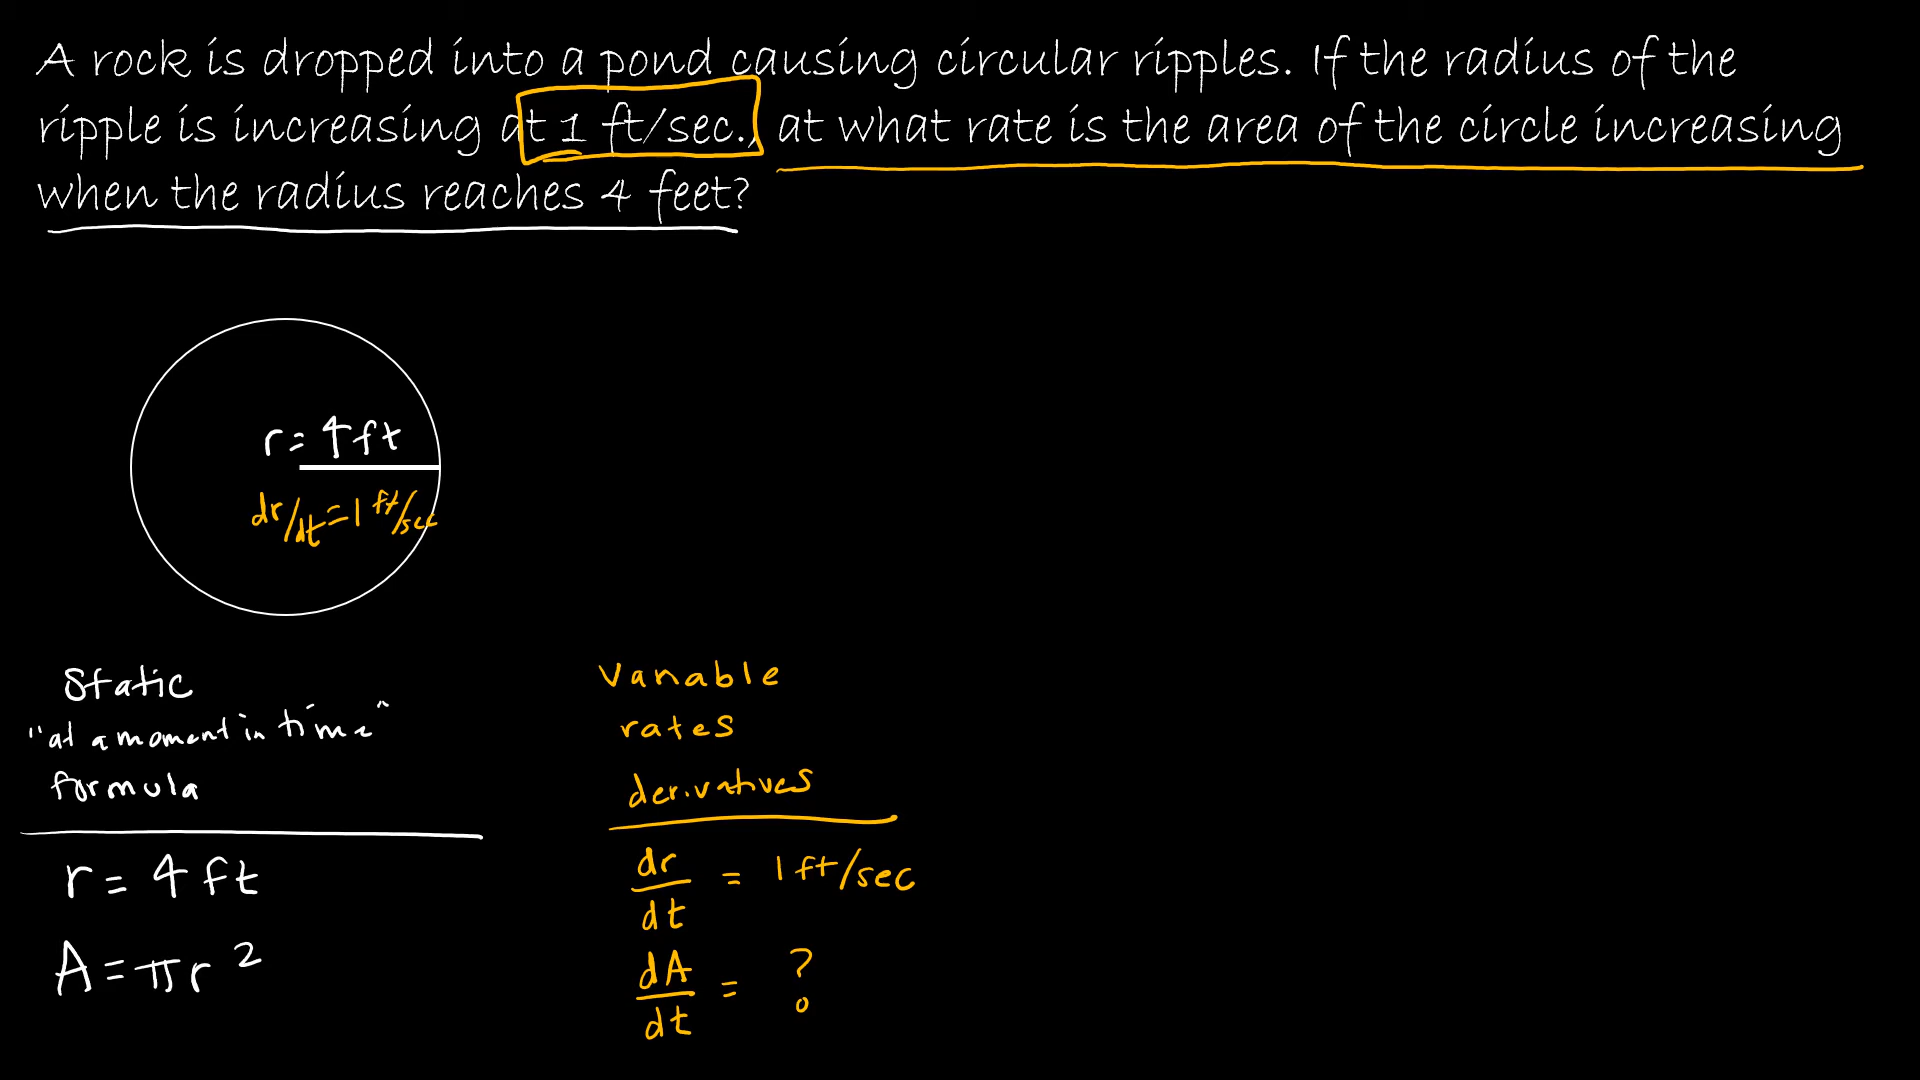 A rock is dropped into a pond causing circular ripples. If the radius of the
ripple is increasing at 1 ft/sec., at what rate is the area of the circle increasing
when the radius reaches 4 feet?
r = 4 ft
dr/dt = 1 ft/sec
Static
"at a moment in time"
formula
r = 4 ft
A = πr²
Variable
rates
derivatives
dr/dt = 1 ft/sec
dA/dt = ?